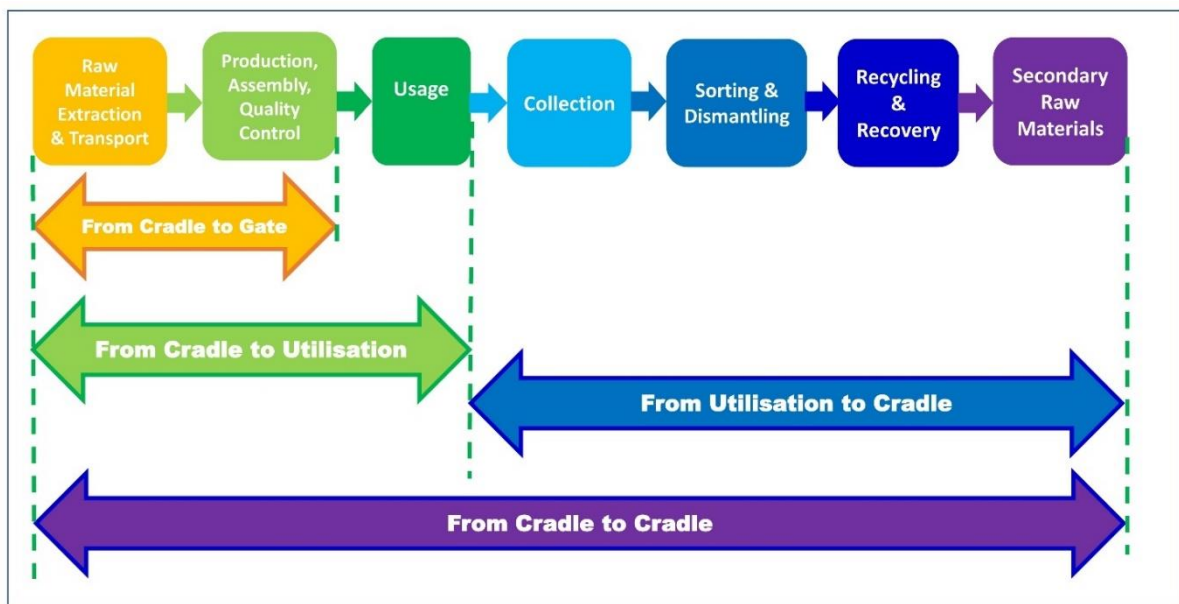 Raw
Material
Extraction
& Transport
Production,
Assembly,
Quality
Control
Usage
Collection
Sorting &
Dismantling
Recycling
&
Recovery
Secondary
Raw
Materials
From Cradle to Gate
From Cradle to Utilisation
From Utilisation to Cradle
From Cradle to Cradle